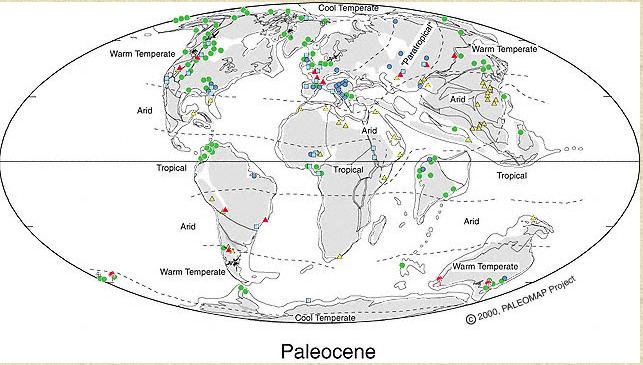 Cool Temperate
Warm Temperate
"Paratropical"
Warm Temperate
Arid
Arid
Arid
Tropical
Tropical
Tropical
Arid
Arid
Warm Temperate
Warm Temperate
Cool Temperate
© 2000, PALEOMAP Project
Paleocene